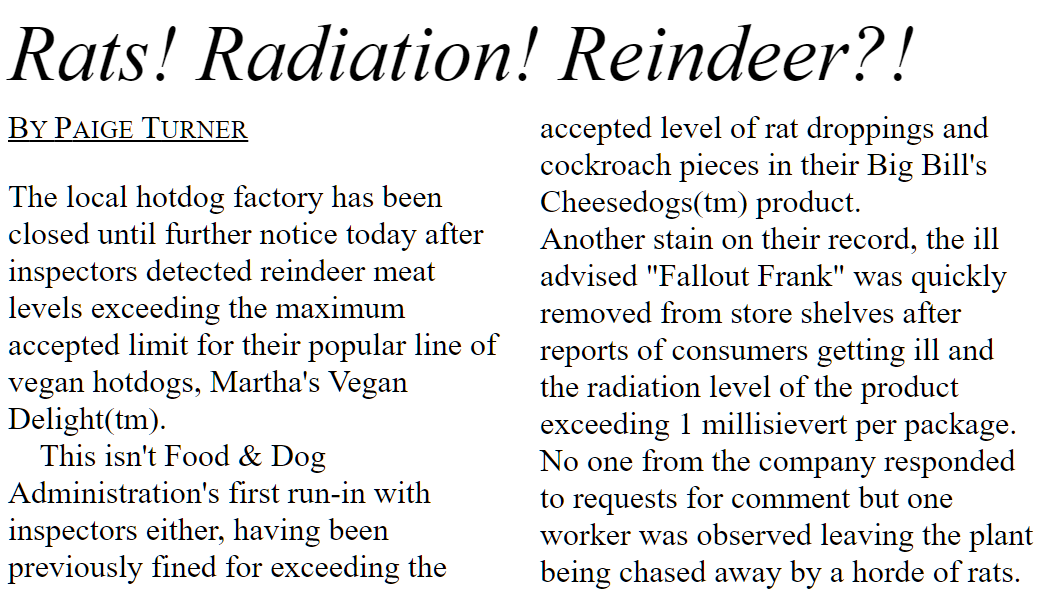 Rats! Radiation! Reindeer?!
BY PAIGE TURNER
The local hotdog factory has been
closed until further notice today after
inspectors detected reindeer meat
levels exceeding the maximum
accepted limit for their popular line of
vegan hotdogs, Martha's Vegan
Delight(tm).
This isn't Food & Dog
Administration's first run-in with
inspectors either, having been
previously fined for exceeding the
accepted level of rat droppings and
cockroach pieces in their Big Bill's
Cheesedogs(tm) product.
Another stain on their record, the ill
advised "Fallout Frank" was quickly
removed from store shelves after
reports of consumers getting ill and
the radiation level of the product
exceeding 1 millisievert per package.
No one from the company responded
to requests for comment but one
worker was observed leaving the plant
being chased away by a horde of rats.